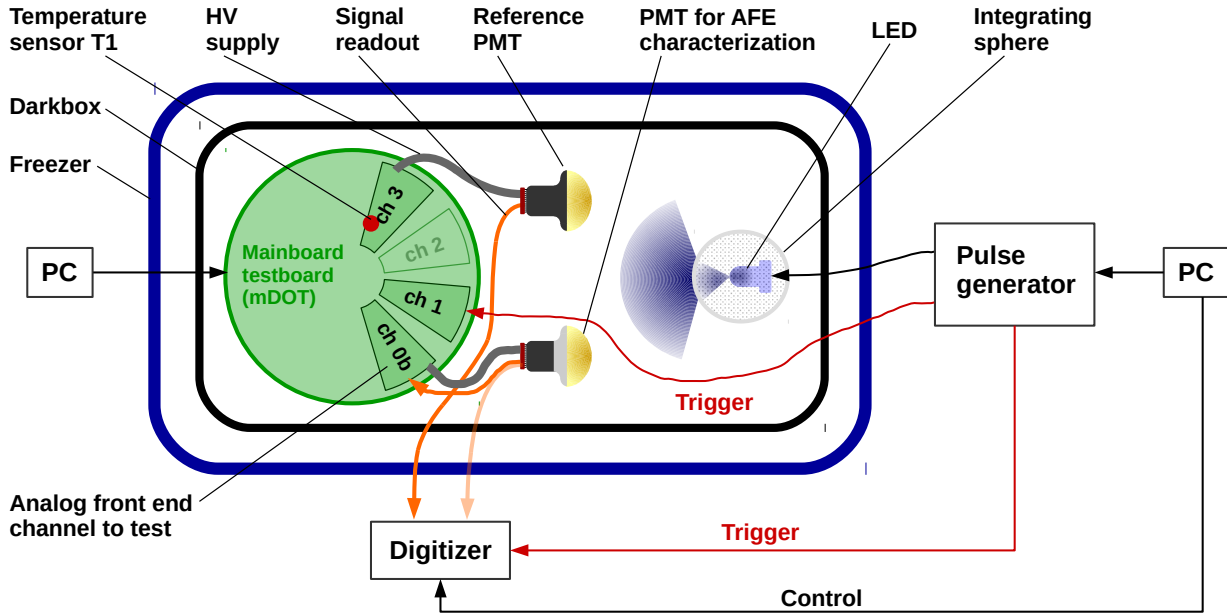 Temperature
sensor T1
HV
supply
Signal
readout
Reference
PMT
PMT for AFE
characterization
LED
Integrating
sphere
Darkbox
Freezer
ch 3
ch 2
ch 1
ch 0b
Mainboard
testboard
(mDOT)
PC
Pulse
generator
PC
Trigger
Analog front end
channel to test
Digitizer
Trigger
Control